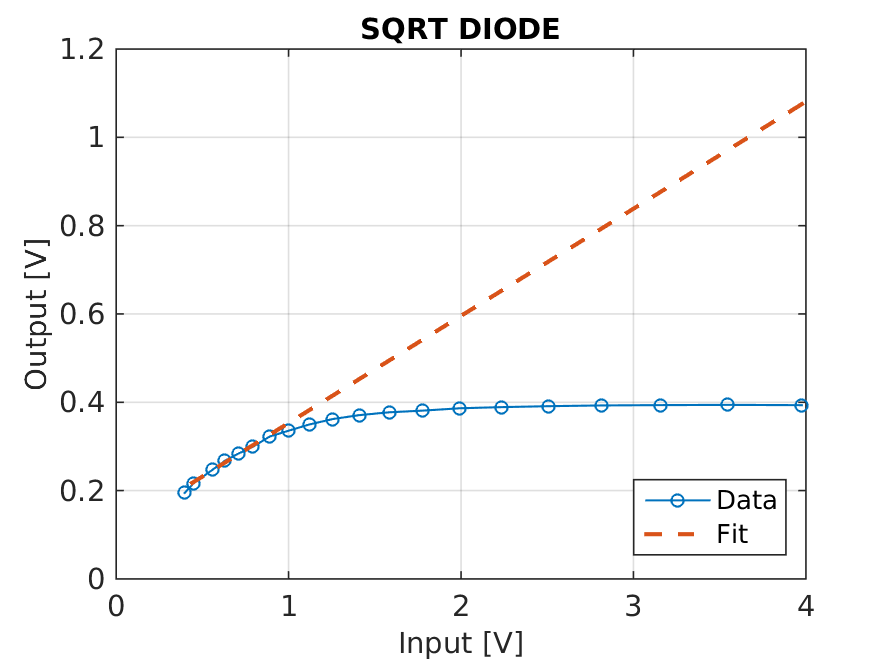 SQRT DIODE
1.2
1
0.8
0.6
0.4
0.2
0
Output [V]
0 1 2 3 4
Input [V]
Data
Fit